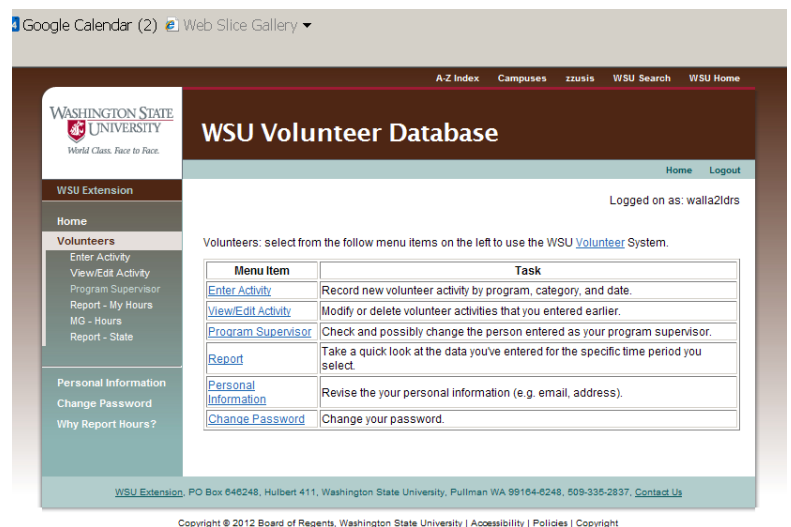 Google Calendar (2) Web Slice Gallery
A-Z Index Campuses zzusis WSU Search WSU Home
WASHINGTON STATE
UNIVERSITY
World Class. Face to Face.
WSU Volunteer Database
Home Logout
WSU Extension
Logged on as: walla2ldrs
Home
Volunteers
Enter Activity
View/Edit Activity
Program Supervisor
Report - My Hours
MG - Hours
Report - State
Personal Information
Change Password
Why Report Hours?
Volunteers: select from the follow menu items on the left to use the WSU Volunteer System.
Menu Item Task
Enter Activity Record new volunteer activity by program, category, and date.
View/Edit Activity Modify or delete volunteer activities that you entered earlier.
Program Supervisor Check and possibly change the person entered as your program supervisor.
Report Take a quick look at the data you've entered for the specific time period you
select.
Personal
Information Revise the your personal information (e.g. email, address).
Change Password Change your password.
WSU Extension, PO Box 646248, Hulbert 411, Washington State University, Pullman WA 99164-6248, 509-335-2837, Contact Us
Copyright © 2012 Board of Regents, Washington State University | Accessibility | Policies | Copyright